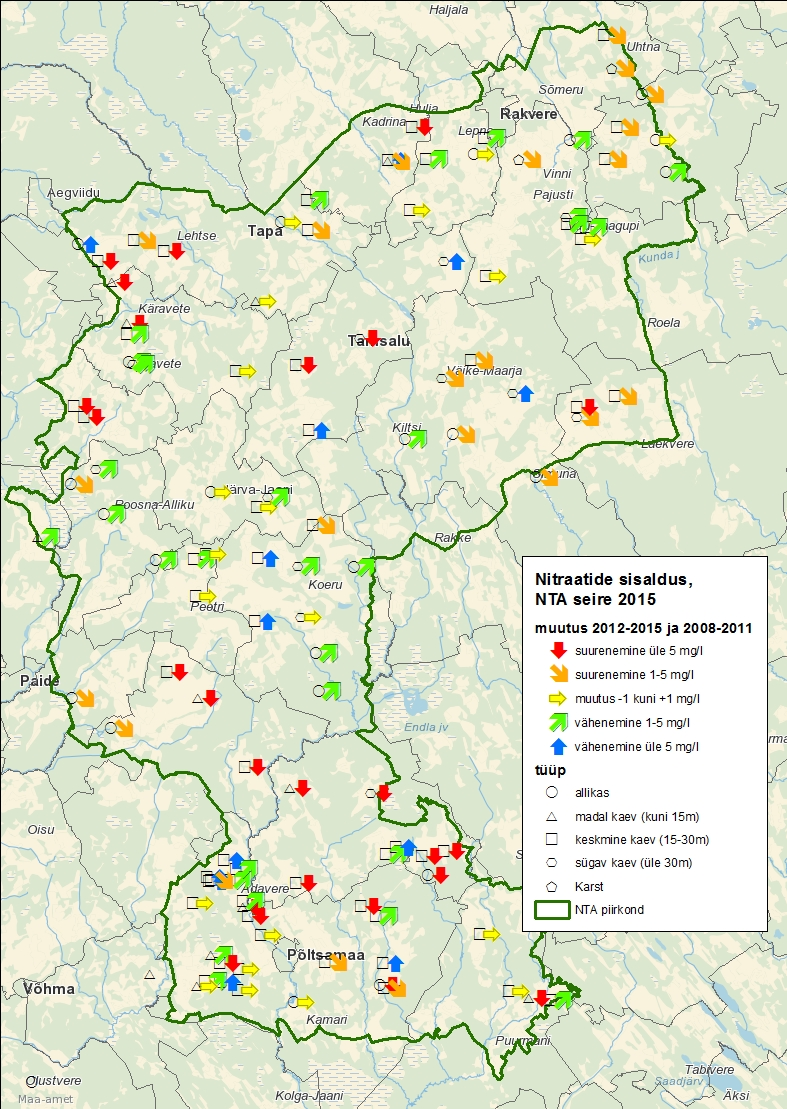 Haljala
Uhtna
Sõmeru
Hulja
Rakvere
Kadrina
Vinni
Pajusti
Aegviidu
Tapa
Lehtse
Kunda j
Käravete
Roela
Tamsalu
Väike-Maarja
Kiltsi
Laekvere
Simuna
Järva-Jaani
Roosna-Alliku
Rakke
Koeru
Peetri
Paide
Endla jv
Oisu
Adavere
Põltsamaa
Võhma
Kamari
Puurmani
Tabivere
Saadjärv
Äksi
Kolga-Jaani
Maa-amet
Nitraatide sisaldus,
NTA seire 2015
muutus 2012-2015 ja 2008-2011
suurenemine üle 5 mg/l
suurenemine 1-5 mg/l
muutus -1 kuni +1 mg/l
vähenemine 1-5 mg/l
vähenemine üle 5 mg/l
tüüp
allikas
madal kaev (kuni 15m)
keskmine kaev (15-30m)
sügav kaev (üle 30m)
Karst
NTA piirkond